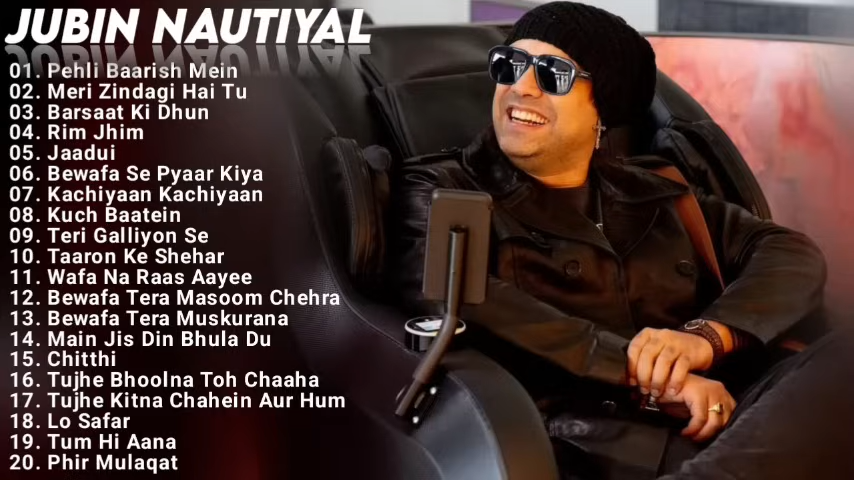 JUBIN NAUTIYAL
01. Pehli Baarish Mein
02. Meri Zindagi Hai Tu
03. Barsaat Ki Dhun
04. Rim Jhim
05. Jaadui
06. Bewafa Se Pyaar Kiya
07. Kachiyaan Kachiyaan
08. Kuch Baatein
09. Teri Galliyon Se
10. Taaron Ke Shehar
11. Wafa Na Raas Aayee
12. Bewafa Tera Masoom Chehra
13. Bewafa Tera Muskurana
14. Main Jis Din Bhula Du
15. Chitthi
16. Tujhe Bhoolna Toh Chaaha
17. Tujhe Kitna Chahein Aur Hum
18. Lo Safar
19. Tum Hi Aana
20. Phir Mulaqat